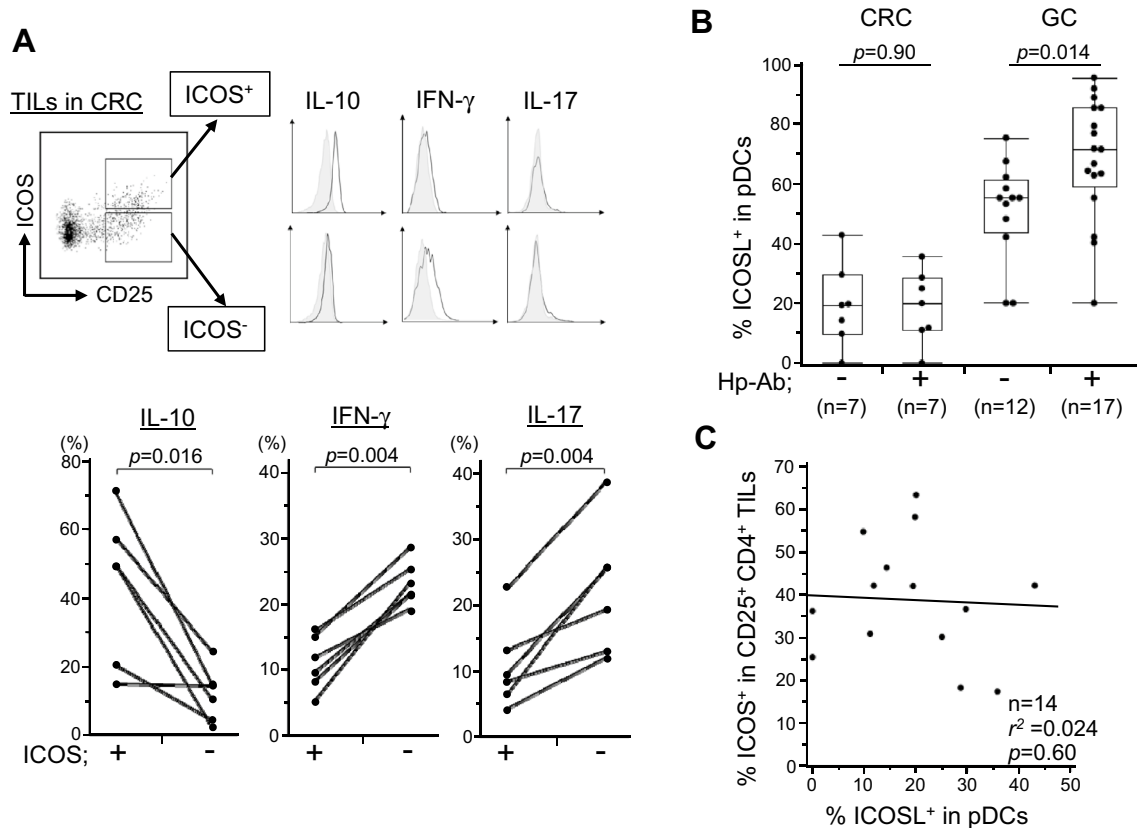 A
TILs in CRC
ICOS⁺
ICOS
CD25
ICOS⁻
IL-10
IFN-γ
IL-17
IL-10
(%)
p=0.016
80
60
40
20
0
IFN-γ
(%)
p=0.004
40
30
20
10
0
IL-17
(%)
p=0.004
40
30
20
10
0
ICOS;
+
-
+
-
+
-
B
CRC
GC
p=0.90
p=0.014
% ICOSL⁺ in pDCs
100
80
60
40
20
0
Hp-Ab;
-
+
-
+
(n=7)
(n=7)
(n=12)
(n=17)
C
% ICOS⁺ in CD25⁺ CD4⁺ TILs
70
60
50
40
30
20
10
0
n=14
r² =0.024
p=0.60
0 10 20 30 40 50
% ICOSL⁺ in pDCs